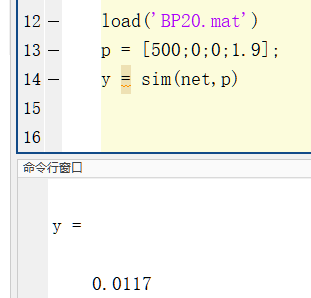 12 — load('BP20.mat')
13 — p = [500;0;0;1.9];
14 — y = sim(net,p)
15
16
命令行窗口
y =
0.0117